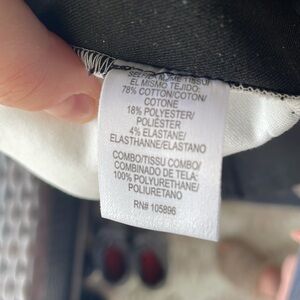 EL MISMO TEJIDO:
78% COTTON/COTON/
COTONE
18% POLYESTER/
POLIÉSTER
4% ELASTANE/
ELASTHANNE/ELASTANO
COMBO/TISSU COMBO/
COMBINADO DE TELA:
100% POLYURETHANE/
POLIURETANO
RN# 105896